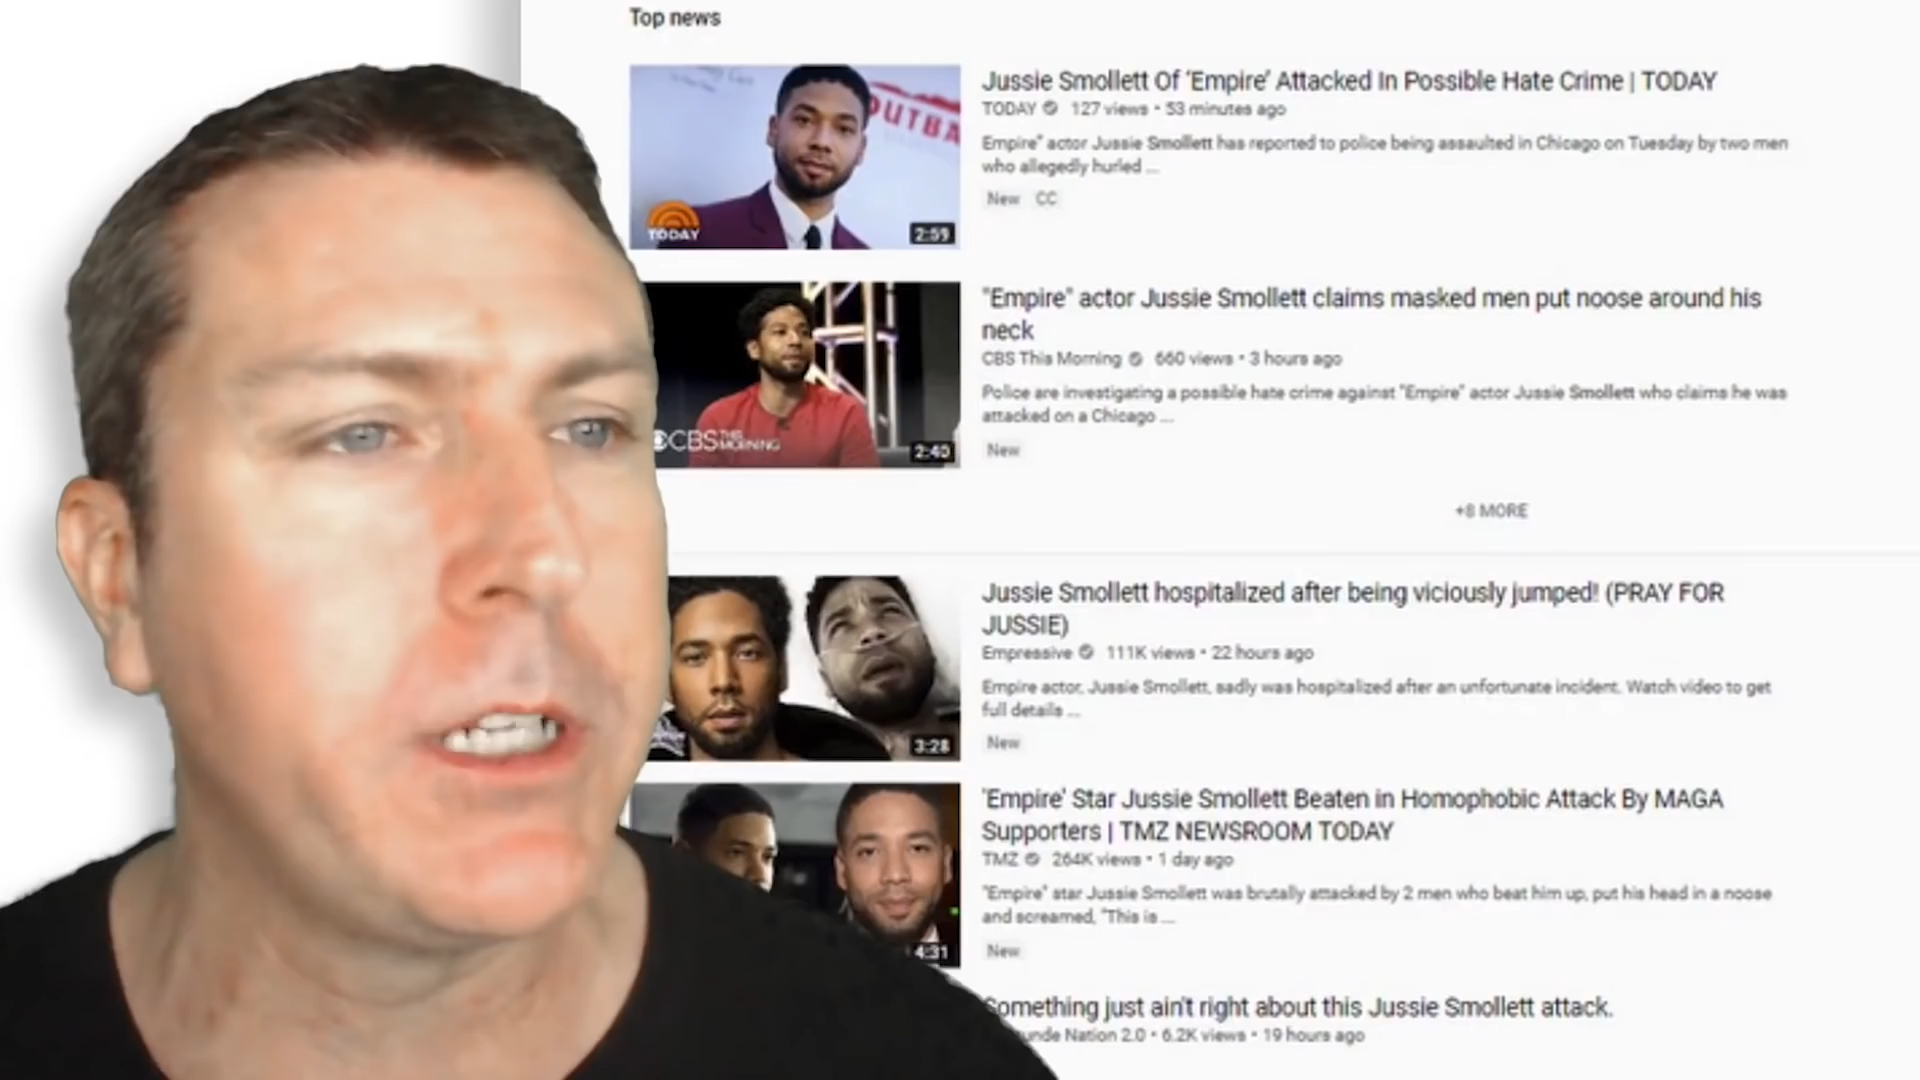 Top news
OUTBA
TODAY
2:59
Jussie Smollett Of 'Empire' Attacked In Possible Hate Crime | TODAY
TODAY 127 views • 53 minutes ago
Empire" actor Jussie Smollett has reported to police being assaulted in Chicago on Tuesday by two men
who allegedly hurled ...
New CC
CBS THIS MORNING
2:40
"Empire" actor Jussie Smollett claims masked men put noose around his
neck
CBS This Morning 660 views • 3 hours ago
Police are investigating a possible hate crime against "Empire" actor Jussie Smollett who claims he was
attacked on a Chicago ...
New
+8 MORE
3:28
Jussie Smollett hospitalized after being viciously jumped! (PRAY FOR
JUSSIE)
Empressive 111K views • 22 hours ago
Empire actor, Jussie Smollett, sadly was hospitalized after an unfortunate incident. Watch video to get
full details ...
New
4:31
'Empire' Star Jussie Smollett Beaten in Homophobic Attack By MAGA
Supporters | TMZ NEWSROOM TODAY
TMZ 264K views • 1 day ago
"Empire" star Jussie Smollett was brutally attacked by 2 men who beat him up, put his head in a noose
and screamed, "This is ...
New
Something just ain't right about this Jussie Smollett attack.
unde Nation 2.0 • 6.2K views • 19 hours ago